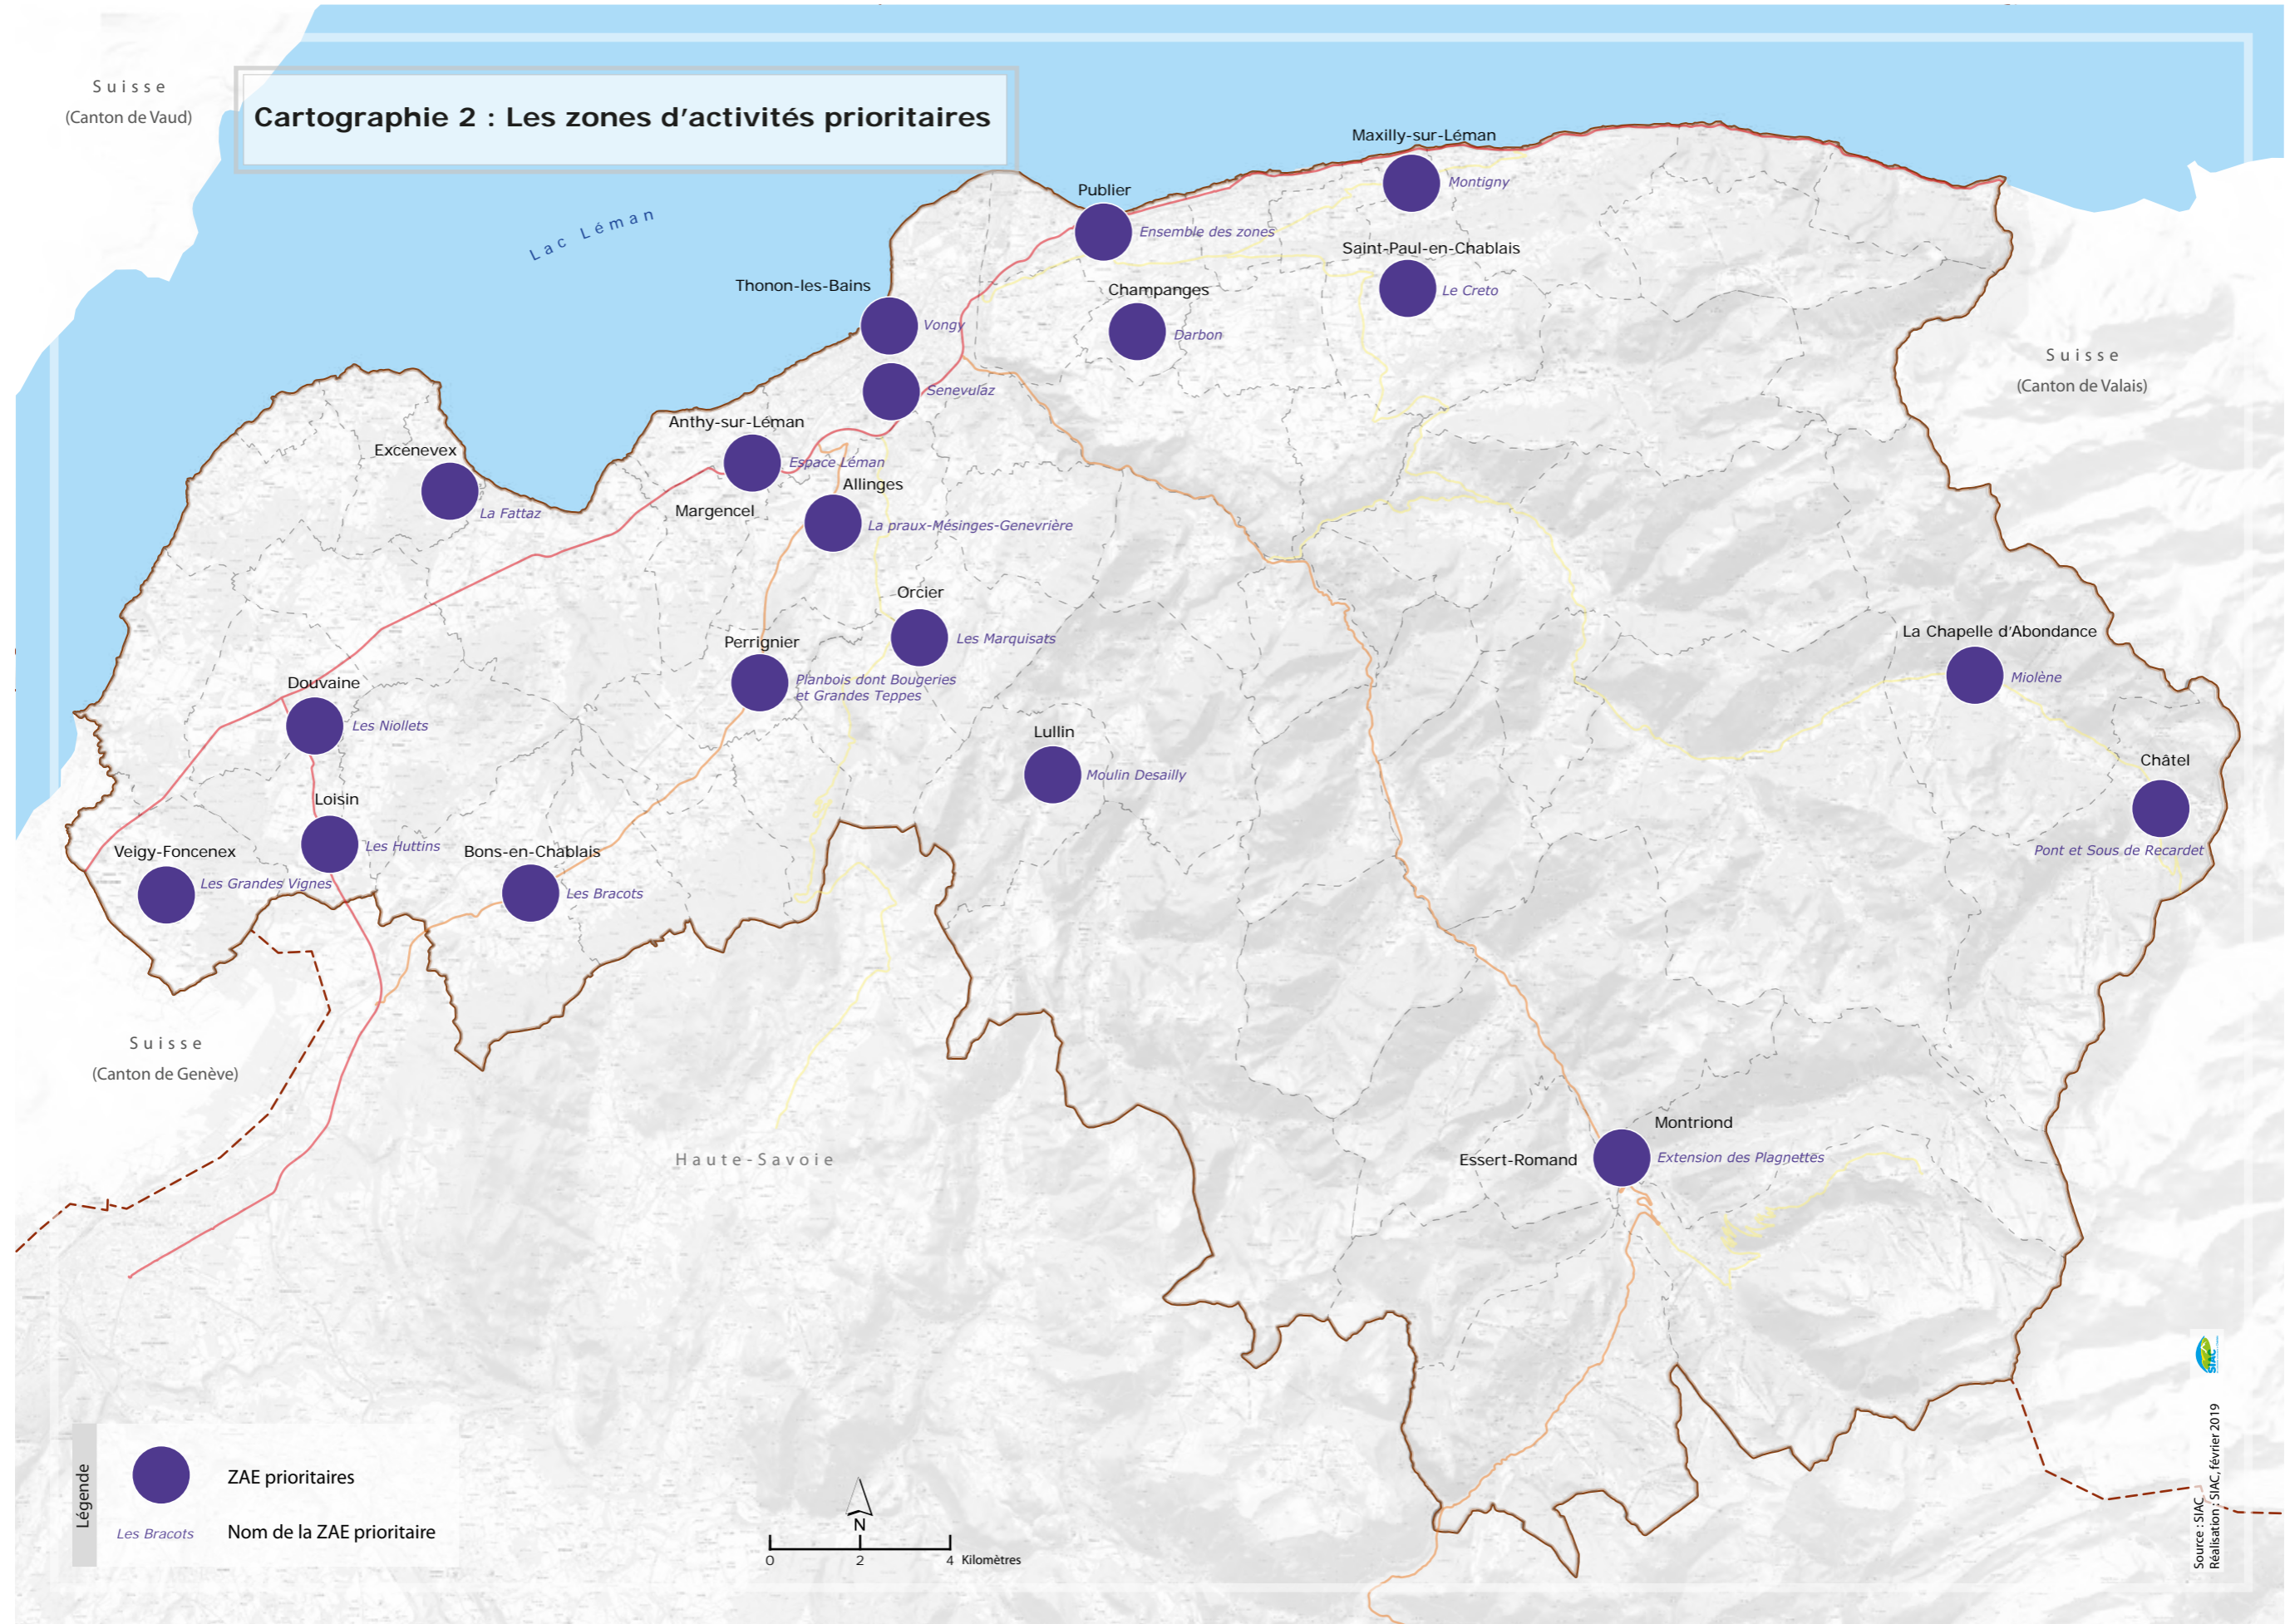 Suisse
(Canton de Vaud)
Cartographie 2 : Les zones d'activités prioritaires
Lac Léman
Maxilly-sur-Léman
Montigny
Publier
Ensemble des zones
Saint-Paul-en-Chablais
Le Creto
Thonon-les-Bains
Vongy
Champanges
Darbon
Senevulaz
Suisse
(Canton de Valais)
Anthy-sur-Léman
Espace Léman
Excenevex
La Fattaz
Margencel
Allinges
La praux-Mésinges-Genevrière
Orcier
Les Marquisats
Perrignier
Planbois dont Bougeries
et Grandes Teppes
La Chapelle d'Abondance
Miolène
Douvaine
Les Niollets
Lullin
Moulin Desailly
Châtel
Pont et Sous de Recardet
Loisin
Les Huttins
Veigy-Foncenex
Les Grandes Vignes
Bons-en-Chablais
Les Bracots
Suisse
(Canton de Genève)
Haute-Savoie
Montriond
Essert-Romand
Extension des Plagnettes
Légende
ZAE prioritaires
Les Bracots
Nom de la ZAE prioritaire
N
0 2 4 Kilomètres
SIAC
Source : SIAC
Réalisation : SIAC, février 2019